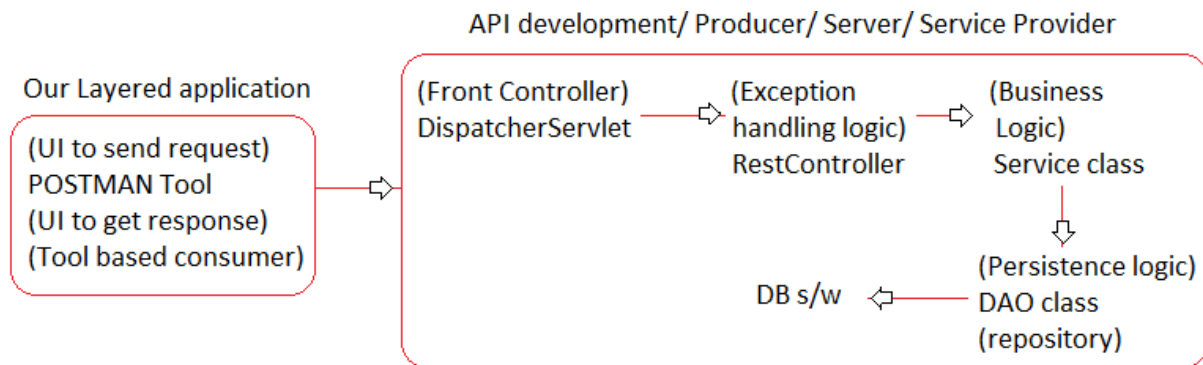 API development/ Producer/ Server/ Service Provider
Our Layered application
(UI to send request)
POSTMAN Tool
(UI to get response)
(Tool based consumer)
(Front Controller)
DispatcherServlet
(Exception
handling logic)
RestController
(Business
Logic)
Service class
(Persistence logic)
DAO class
(repository)
DB s/w